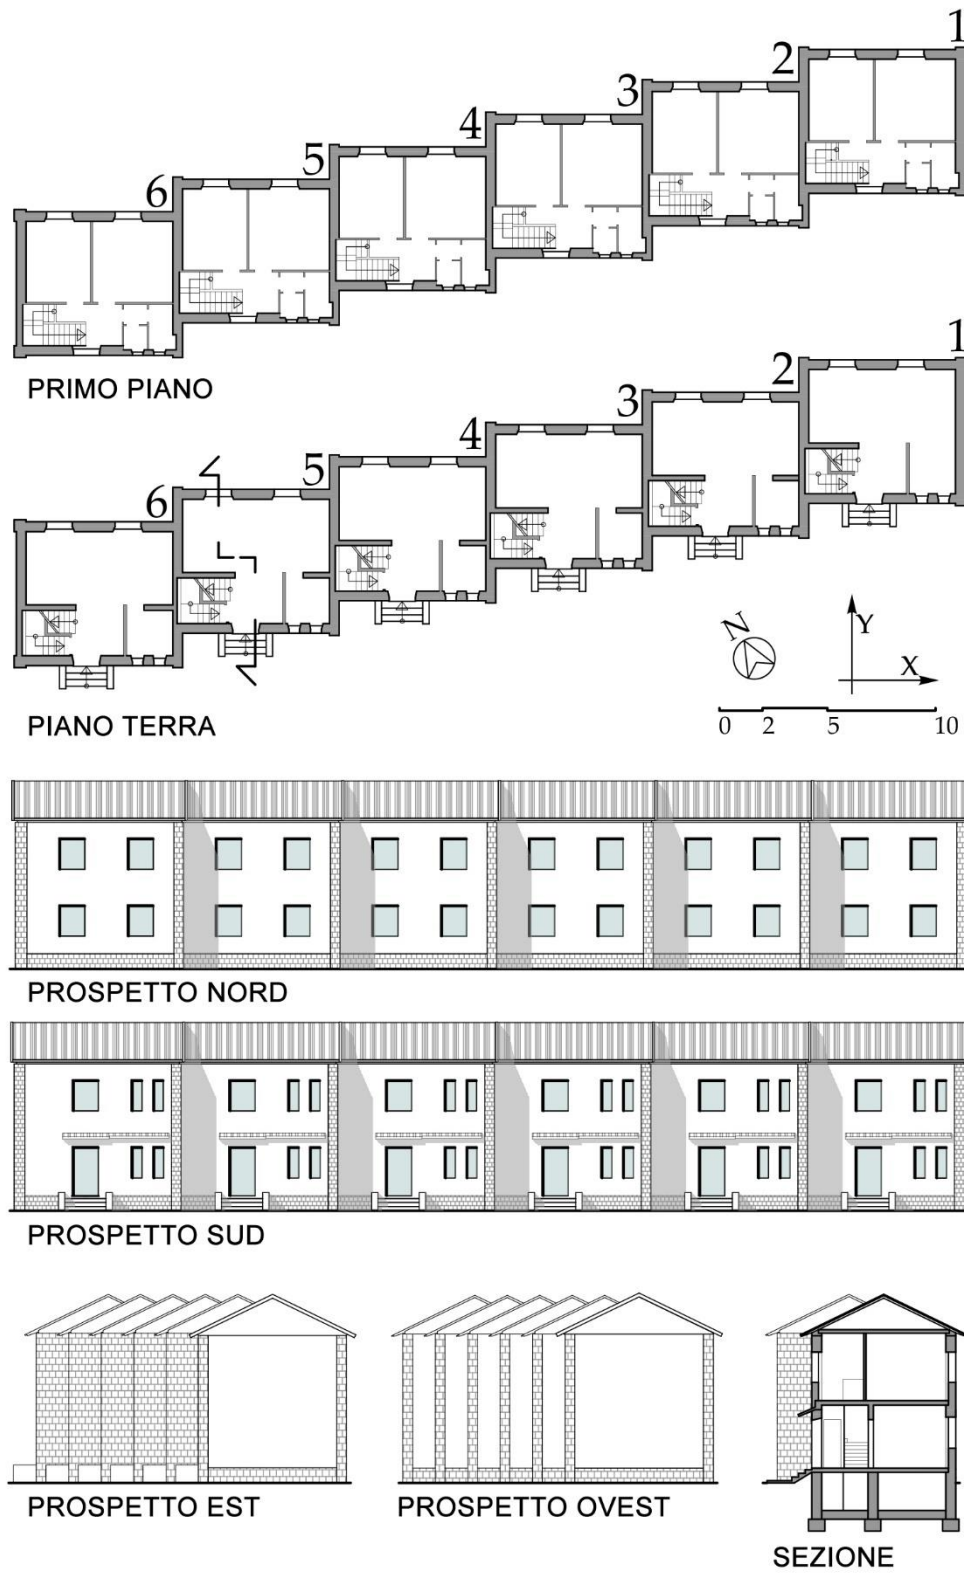 1
2
3
4
5
6
PRIMO PIANO
1
2
3
4
5
6
N
Y
X
PIANO TERRA
0 2 5 10
PROSPETTO NORD
PROSPETTO SUD
PROSPETTO EST
PROSPETTO OVEST
SEZIONE